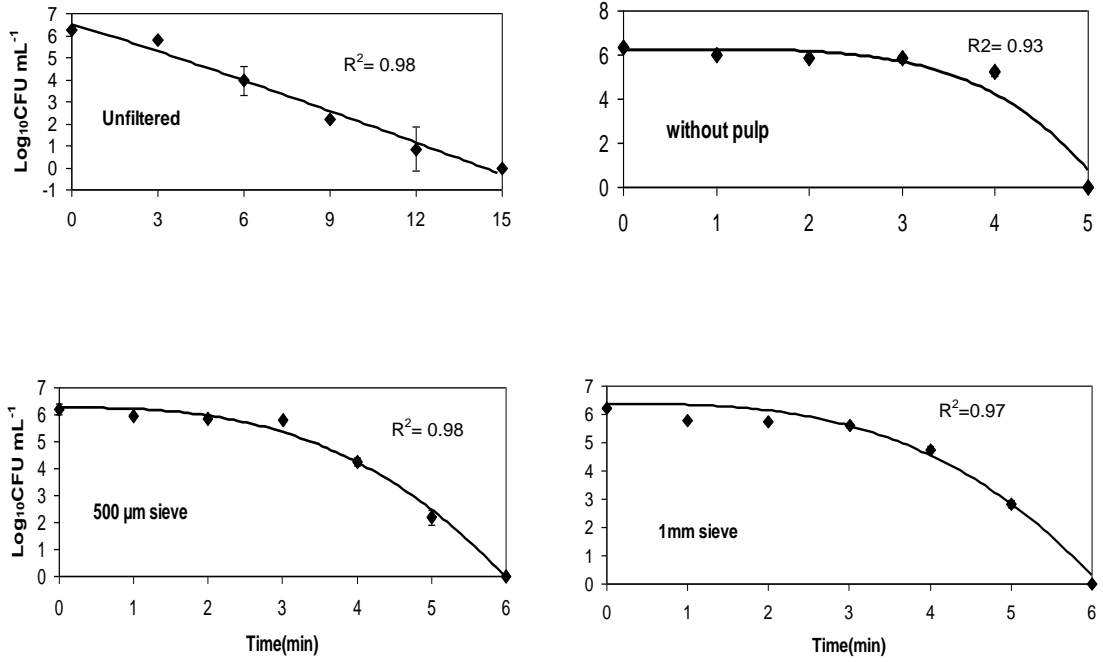 7
6
5
4
3
2
1
0
-1
Log₁₀CFU mL⁻¹
R²= 0.98
Unfiltered
0 3 6 9 12 15
8
6
4
2
0
R2= 0.93
without pulp
0 1 2 3 4 5
7
6
5
4
3
2
1
0
Log₁₀CFU mL⁻¹
R²= 0.98
500 µm sieve
0 1 2 3 4 5 6
Time(min)
7
6
5
4
3
2
1
0
R²=0.97
1mm sieve
0 1 2 3 4 5 6
Time(min)